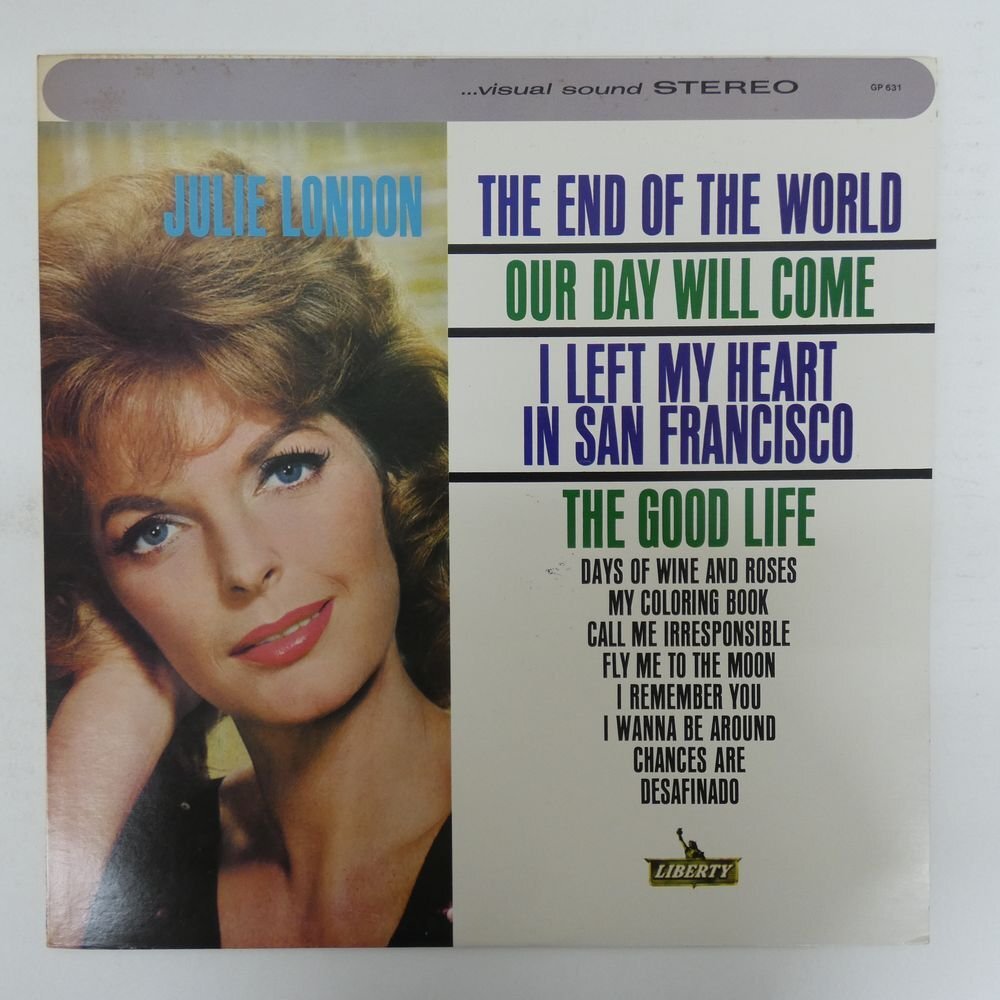 ...visual sound STEREO
GP 631
JULIE LONDON
THE END OF THE WORLD
OUR DAY WILL COME
I LEFT MY HEART
IN SAN FRANCISCO
THE GOOD LIFE
DAYS OF WINE AND ROSES
MY COLORING BOOK
CALL ME IRRESPONSIBLE
FLY ME TO THE MOON
I REMEMBER YOU
I WANNA BE AROUND
CHANCES ARE
DESAFINADO
LIBERTY